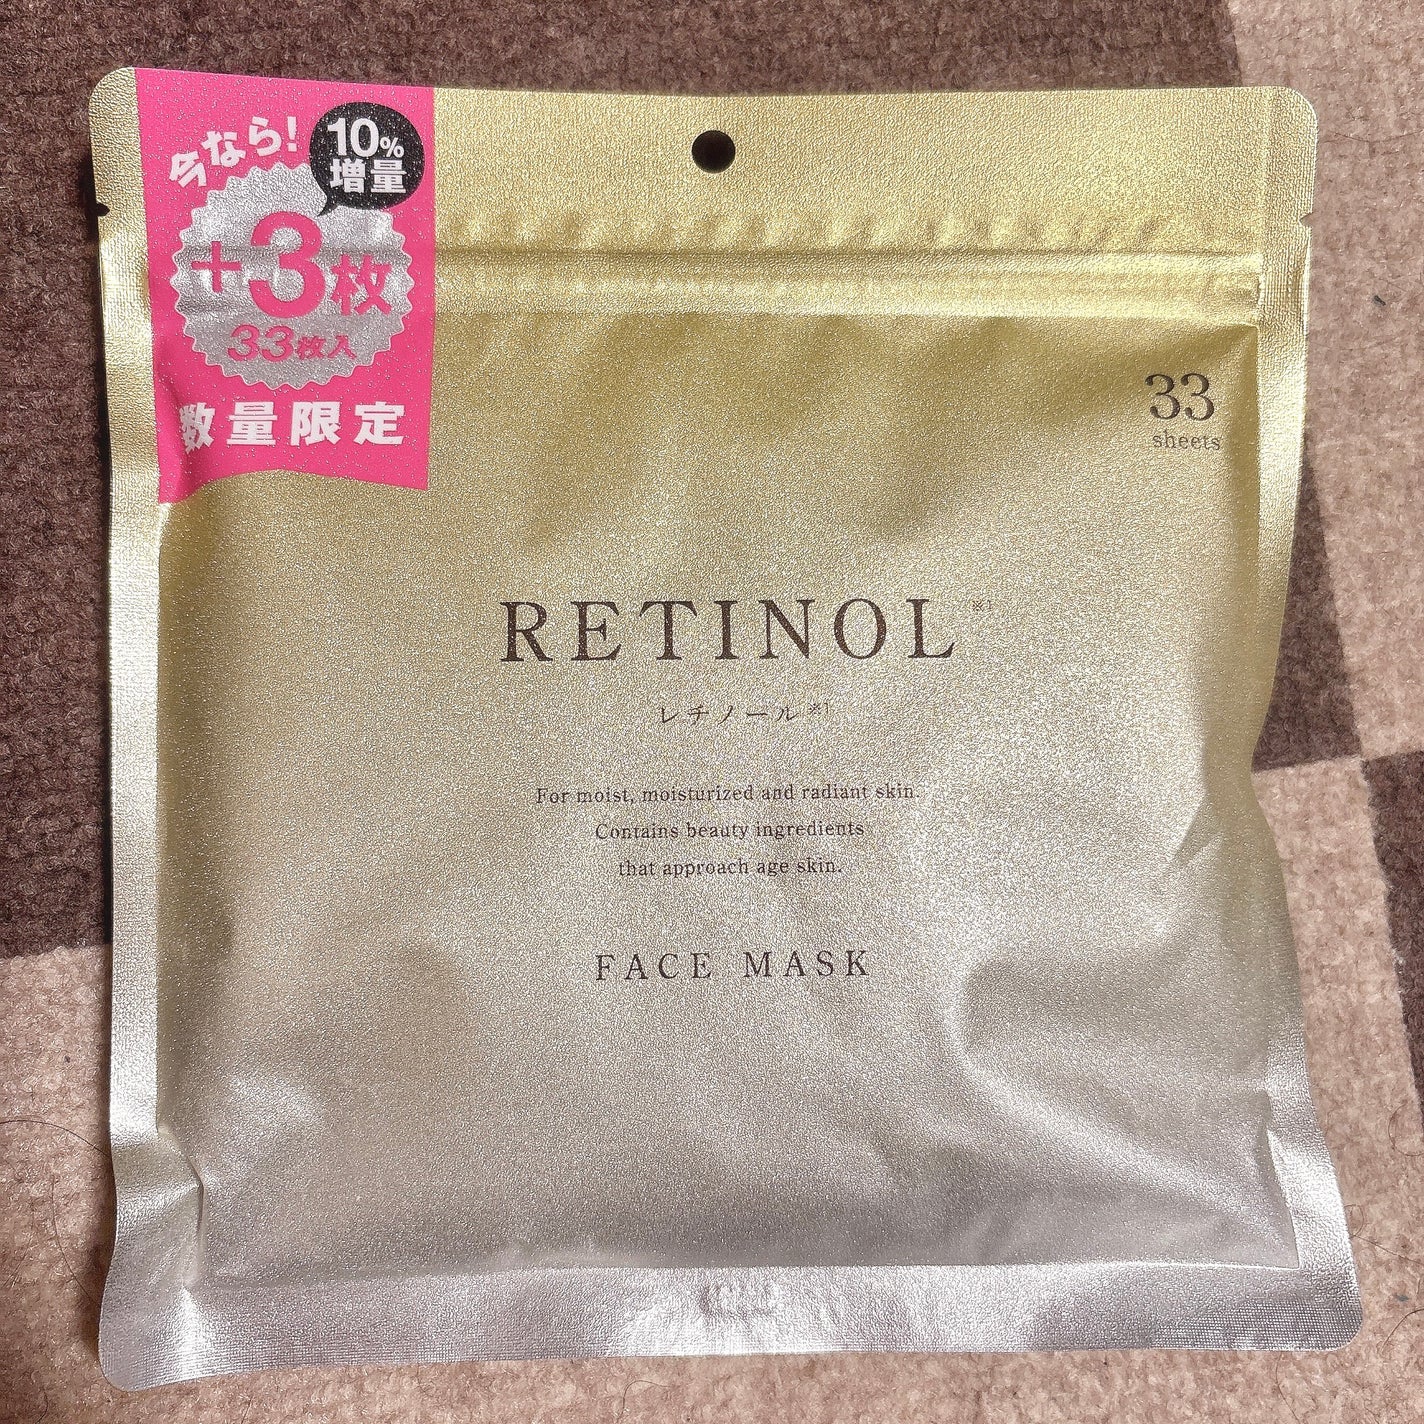 今なら!
10%
増量
+3枚
33枚入
数量限定
33
sheets
RETINOL※1
レチノール※1
For moist, moisturized and radiant skin.
Contains beauty ingredients
that approach age skin.
FACE MASK